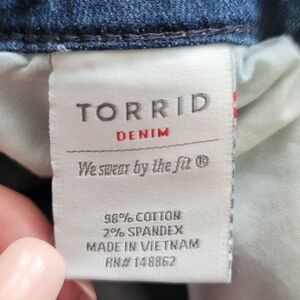 TORRID
DENIM
We swear by the fit ®
98% COTTON
2% SPANDEX
MADE IN VIETNAM
RN# 148862